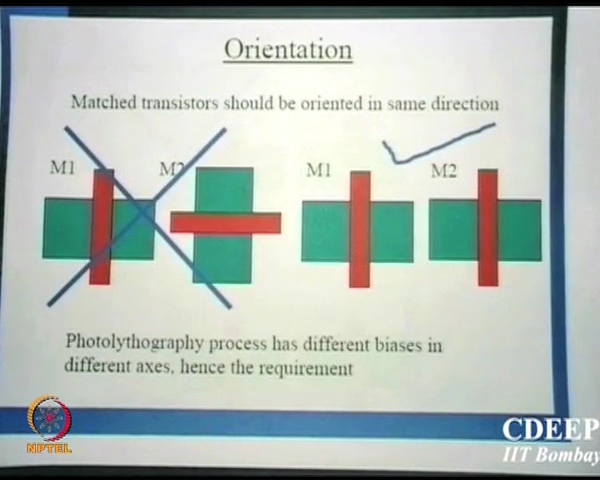 Orientation
Matched transistors should be oriented in same direction
M1 M2 M1 M2
Photolythography process has different biases in
different axes, hence the requirement
NPTEL
CDEEP
IIT Bombay